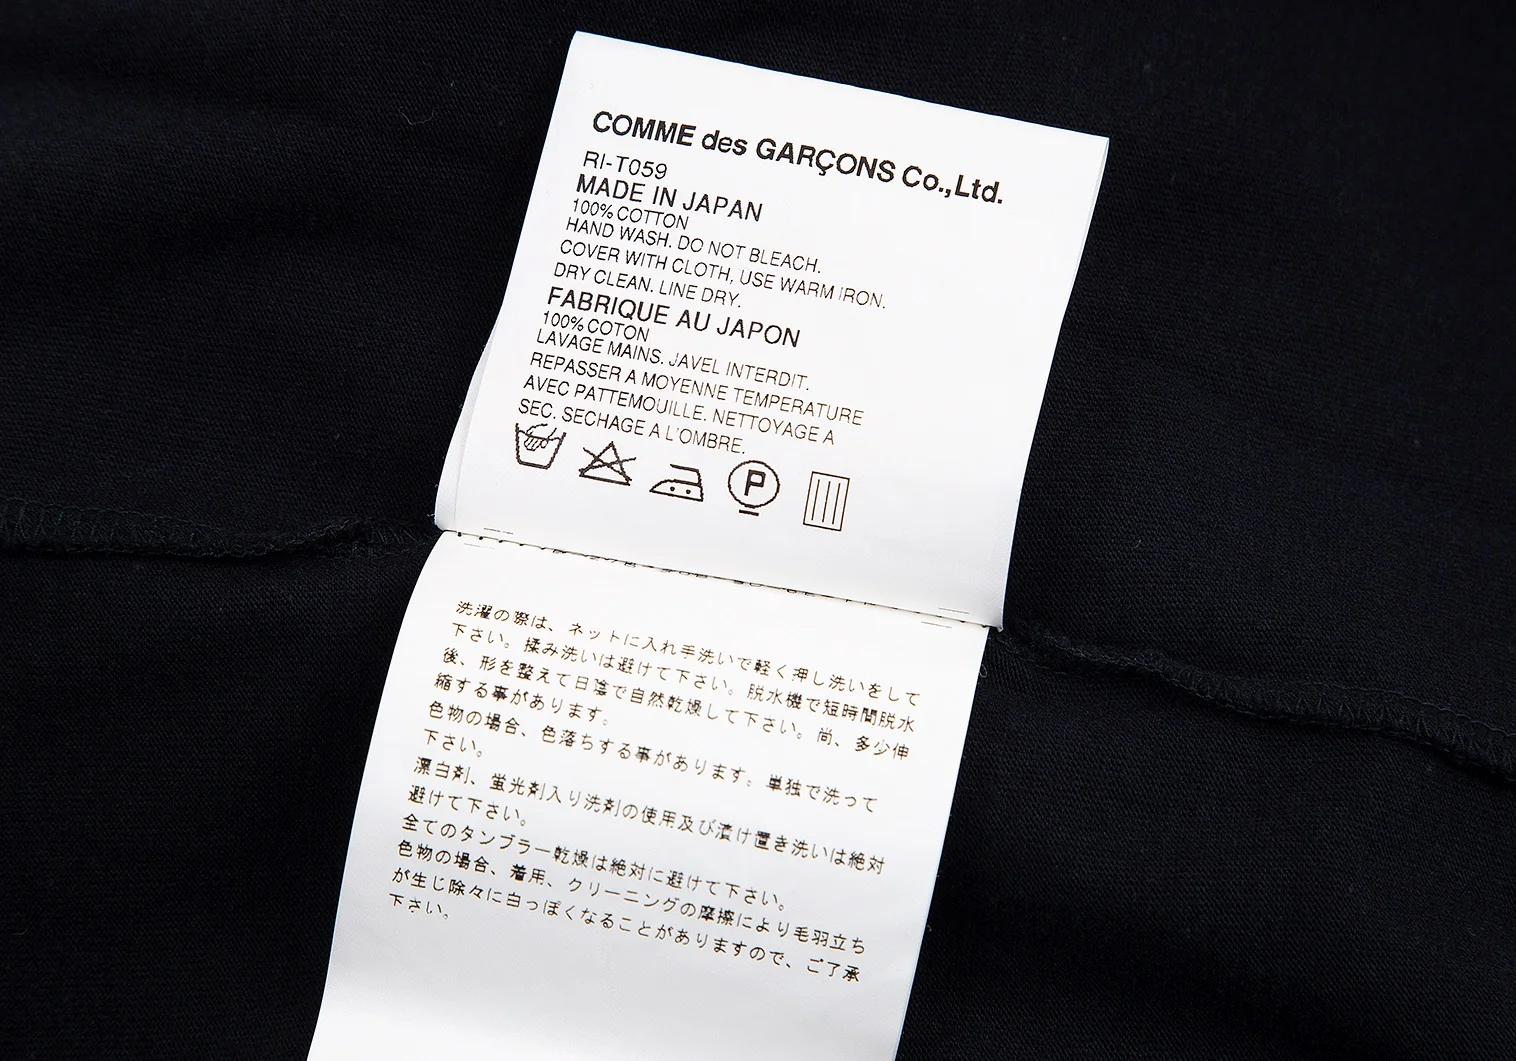 COMME des GARÇONS Co.,Ltd.
RI-T059
MADE IN JAPAN
100% COTTON
HAND WASH. DO NOT BLEACH.
COVER WITH CLOTH, USE WARM IRON.
DRY CLEAN. LINE DRY.
FABRIQUE AU JAPON
100% COTON
LAVAGE MAINS. JAVEL INTERDIT.
REPASSER A MOYENNE TEMPERATURE
AVEC PATTEMOUILLE. NETTOYAGE A
SEC. SECHAGE A L'OMBRE.
P
洗濯の際は、ネットに入れ手洗いで軽く押し洗いをして
下さい。揉み洗いは避けて下さい。脱水機で短時間脱水
後、形を整えて日陰で自然乾燥して下さい。尚、多少伸
縮する事があります。
色物の場合、色落ちする事があります。単独で洗って
下さい。
漂白剤、蛍光剤入り洗剤の使用及び漬け置き洗いは絶対
避けて下さい。
全てのタンブラー乾燥は絶対に避けて下さい。
色物の場合、着用、クリーニングの摩擦により毛羽立ち
が生じ除々に白っぽくなることがありますので、ご了承
下さい。